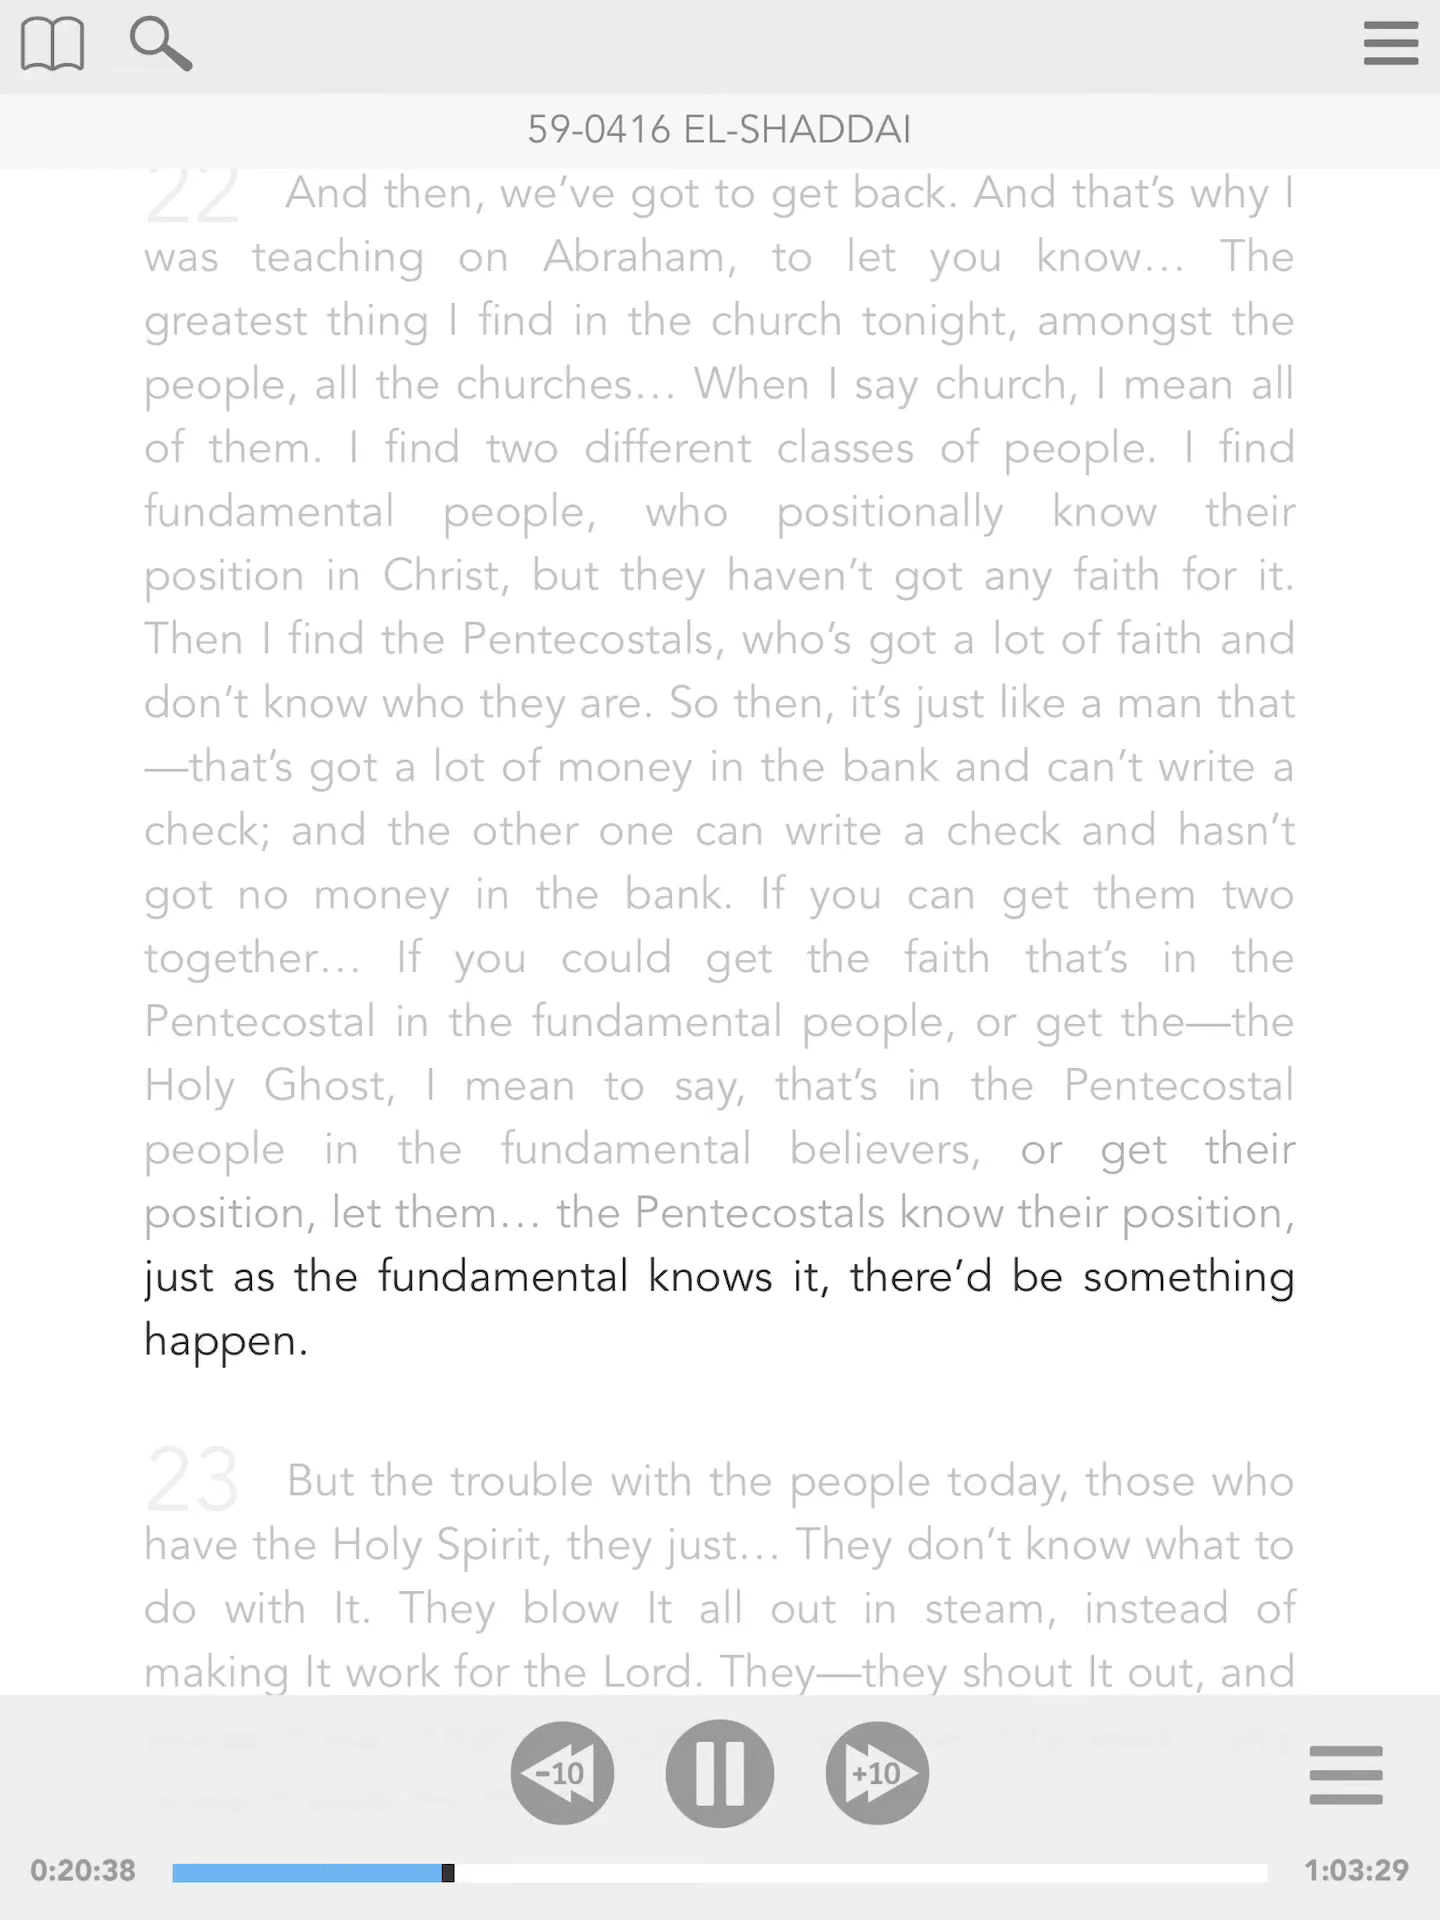 59-0416 EL-SHADDAI
22 And then, we’ve got to get back. And that’s why I
was teaching on Abraham, to let you know… The
greatest thing I find in the church tonight, amongst the
people, all the churches… When I say church, I mean all
of them. I find two different classes of people. I find
fundamental people, who positionally know their
position in Christ, but they haven’t got any faith for it.
Then I find the Pentecostals, who’s got a lot of faith and
don’t know who they are. So then, it’s just like a man that
—that’s got a lot of money in the bank and can’t write a
check; and the other one can write a check and hasn’t
got no money in the bank. If you can get them two
together… If you could get the faith that’s in the
Pentecostal in the fundamental people, or get the—the
Holy Ghost, I mean to say, that’s in the Pentecostal
people in the fundamental believers, or get their
position, let them… the Pentecostals know their position,
just as the fundamental knows it, there’d be something
happen.
23 But the trouble with the people today, those who
have the Holy Spirit, they just… They don’t know what to
do with It. They blow It all out in steam, instead of
making It work for the Lord. They—they shout It out, and
-10 +10
0:20:38 1:03:29